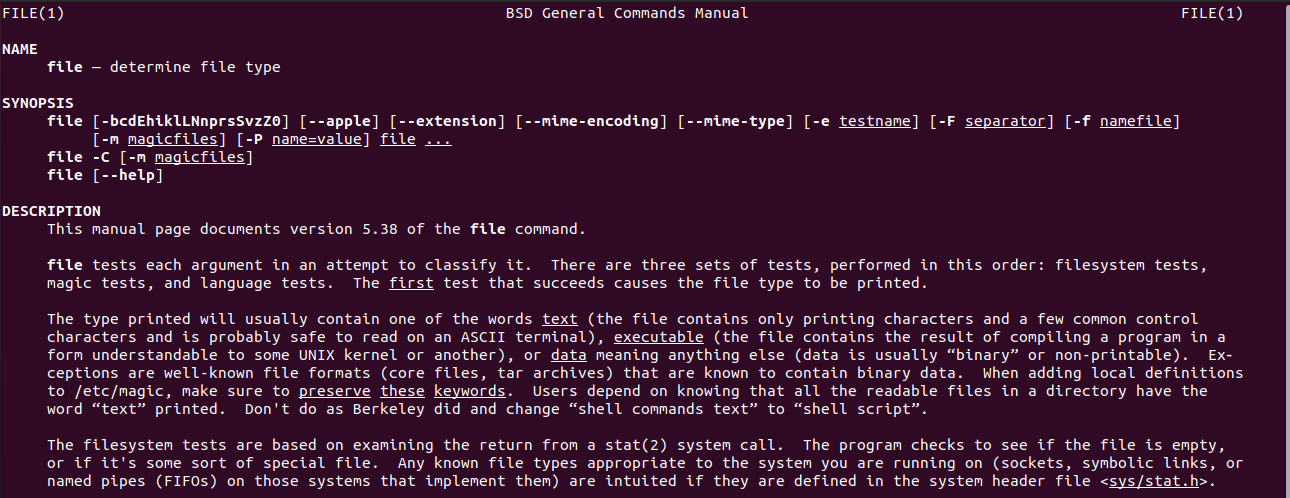 FILE(1) BSD General Commands Manual FILE(1)
NAME
file — determine file type
SYNOPSIS
file [-bcdEhiklLNnprsSvzZ0] [--apple] [--extension] [--mime-encoding] [--mime-type] [-e testname] [-F separator] [-f namefile]
[-m magicfiles] [-P name=value] file ...
file -C [-m magicfiles]
file [--help]
DESCRIPTION
This manual page documents version 5.38 of the file command.
file tests each argument in an attempt to classify it. There are three sets of tests, performed in this order: filesystem tests,
magic tests, and language tests. The first test that succeeds causes the file type to be printed.
The type printed will usually contain one of the words text (the file contains only printing characters and a few common control
characters and is probably safe to read on an ASCII terminal), executable (the file contains the result of compiling a program in a
form understandable to some UNIX kernel or another), or data meaning anything else (data is usually “binary” or non-printable). Ex-
ceptions are well-known file formats (core files, tar archives) that are known to contain binary data. When adding local definitions
to /etc/magic, make sure to preserve these keywords. Users depend on knowing that all the readable files in a directory have the
word “text” printed. Don't do as Berkeley did and change “shell commands text” to “shell script”.
The filesystem tests are based on examining the return from a stat(2) system call. The program checks to see if the file is empty,
or if it's some sort of special file. Any known file types appropriate to the system you are running on (sockets, symbolic links, or
named pipes (FIFOs) on those systems that implement them) are intuited if they are defined in the system header file <sys/stat.h>.